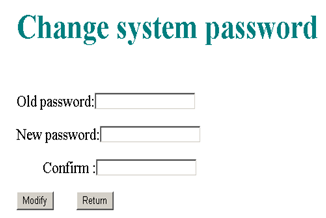 Change system password
Old password:
New password:
Confirm :
Modify Return